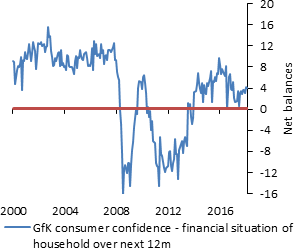 20
16
12
8
4
0
-4
-8
-12
-16
Net balances
2000 2004 2008 2012 2016
GfK consumer confidence - financial situation of
household over next 12m